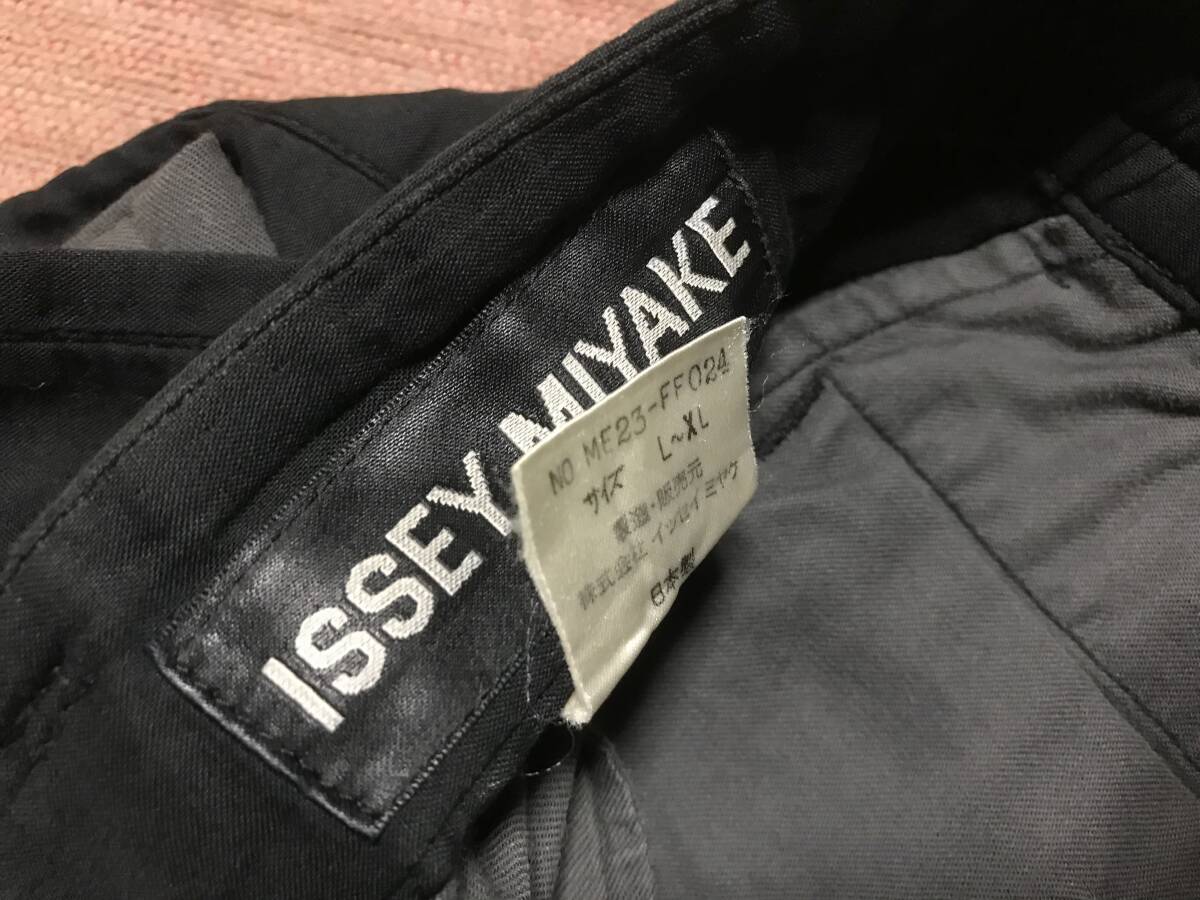 ISSEY MIYAKE
NO ME23-FF024
サイズ L~XL
製造・販売元
株式会社 イッセイ ミヤケ
日本製